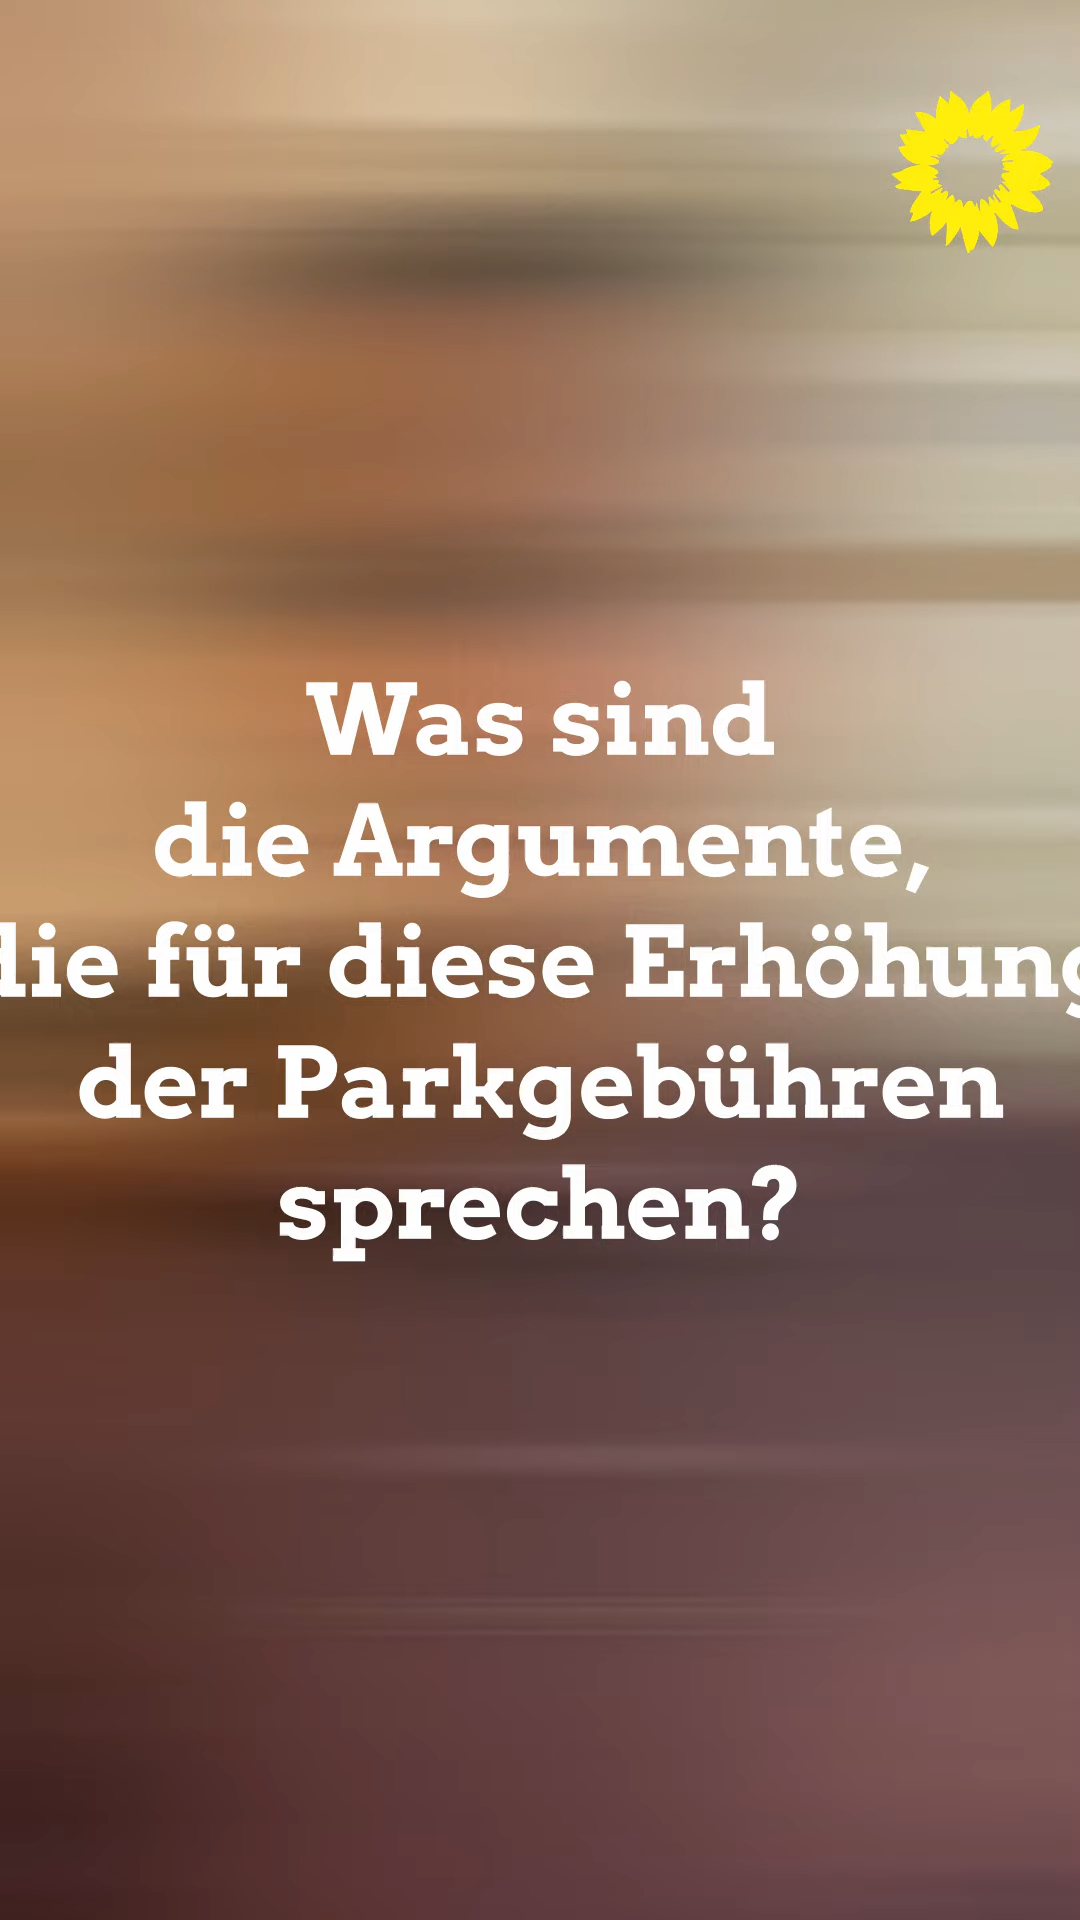 Was sind
die Argumente,
die für diese Erhöhung
der Parkgebühren
sprechen?